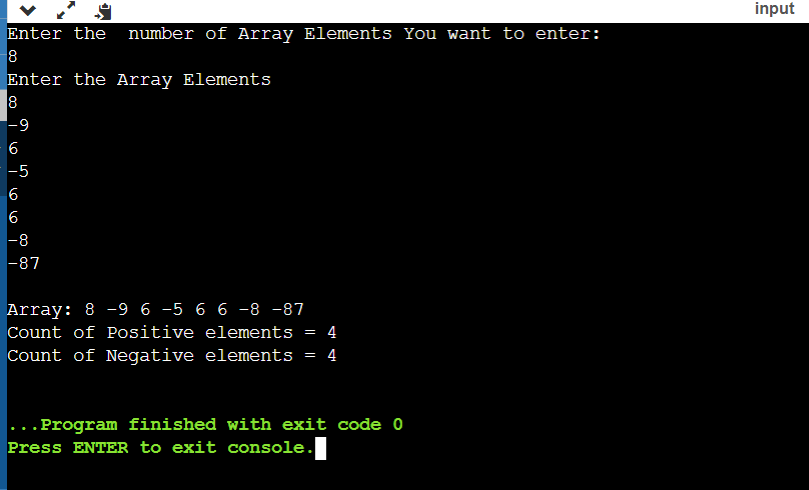 input
Enter the  number of Array Elements You want to enter:
8
Enter the Array Elements
8
-9
6
-5
6
6
-8
-87
Array: 8 -9 6 -5 6 6 -8 -87
Count of Positive elements = 4
Count of Negative elements = 4
...Program finished with exit code 0
Press ENTER to exit console.